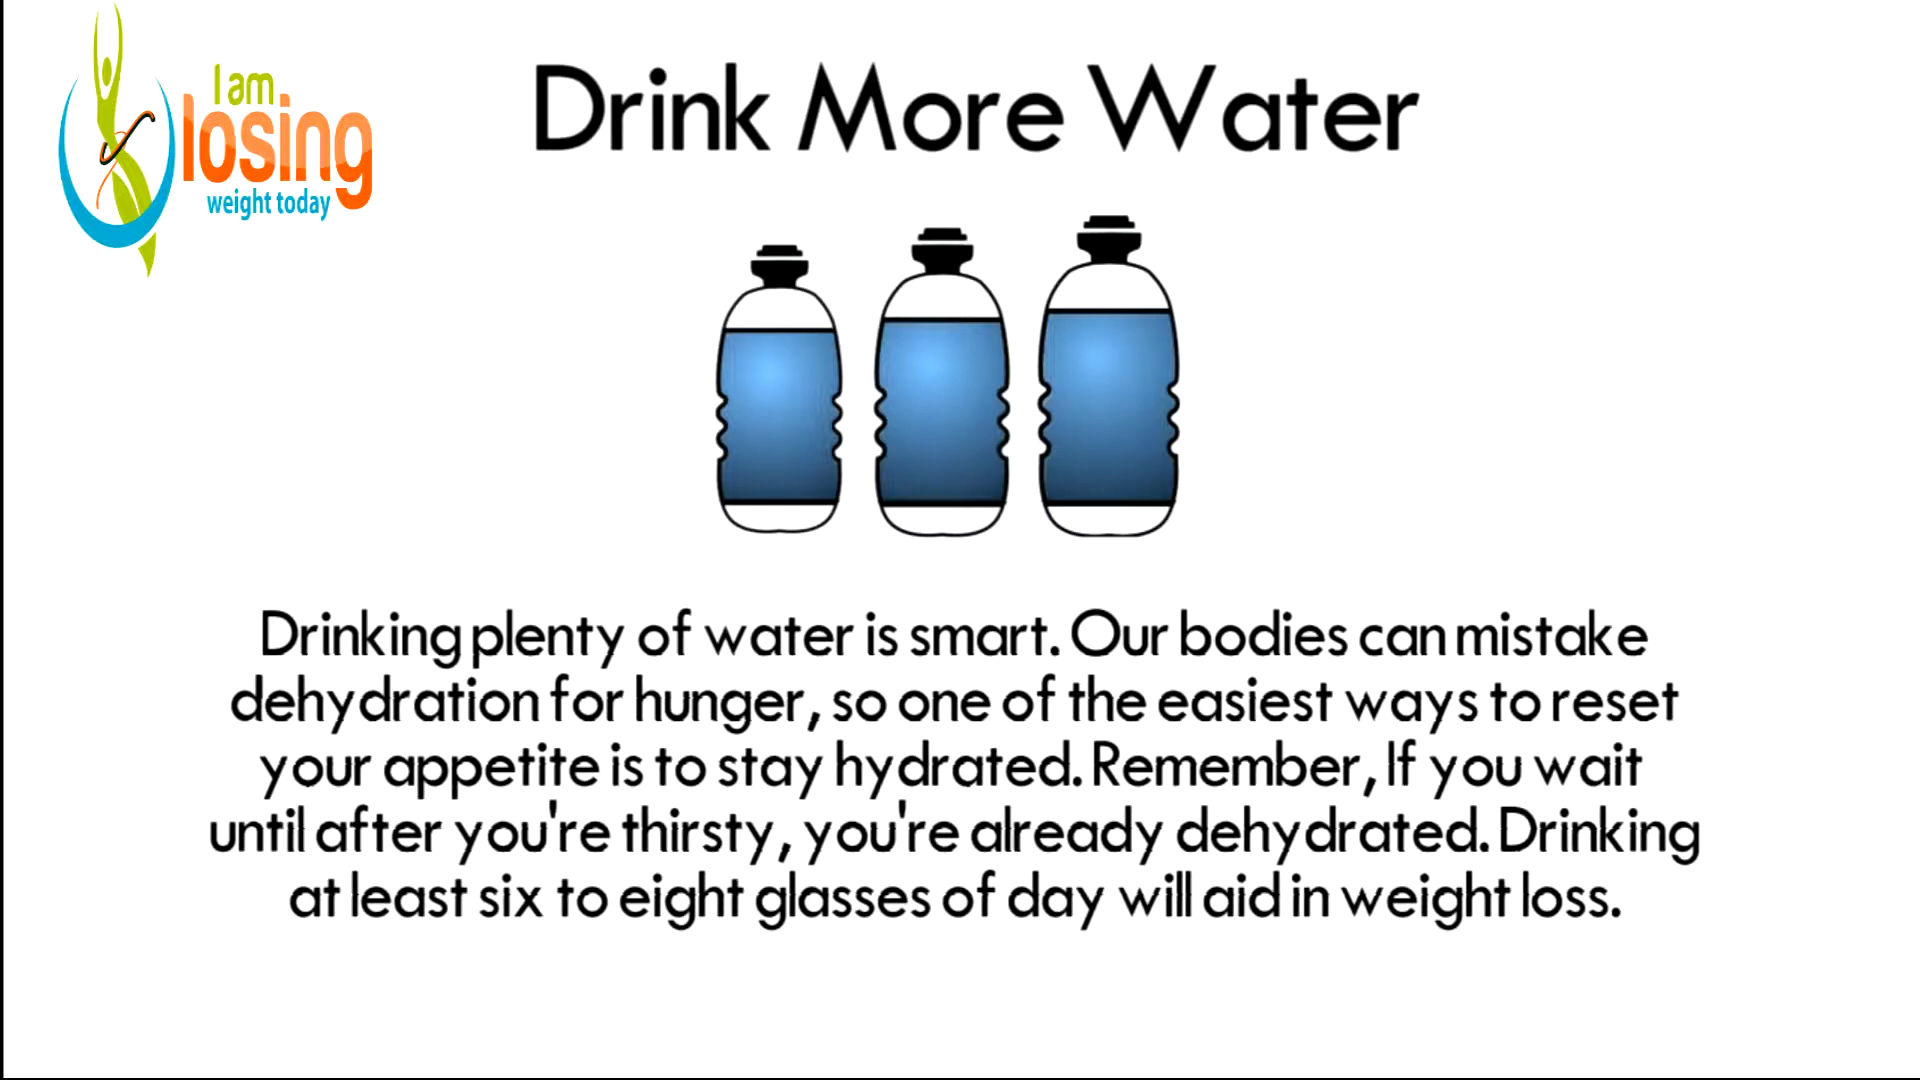 I am
losing
weight today
Drink More Water
Drinking plenty of water is smart. Our bodies can mistake
dehydration for hunger, so one of the easiest ways to reset
your appetite is to stay hydrated. Remember, If you wait
until after you're thirsty, you're already dehydrated. Drinking
at least six to eight glasses of day will aid in weight loss.